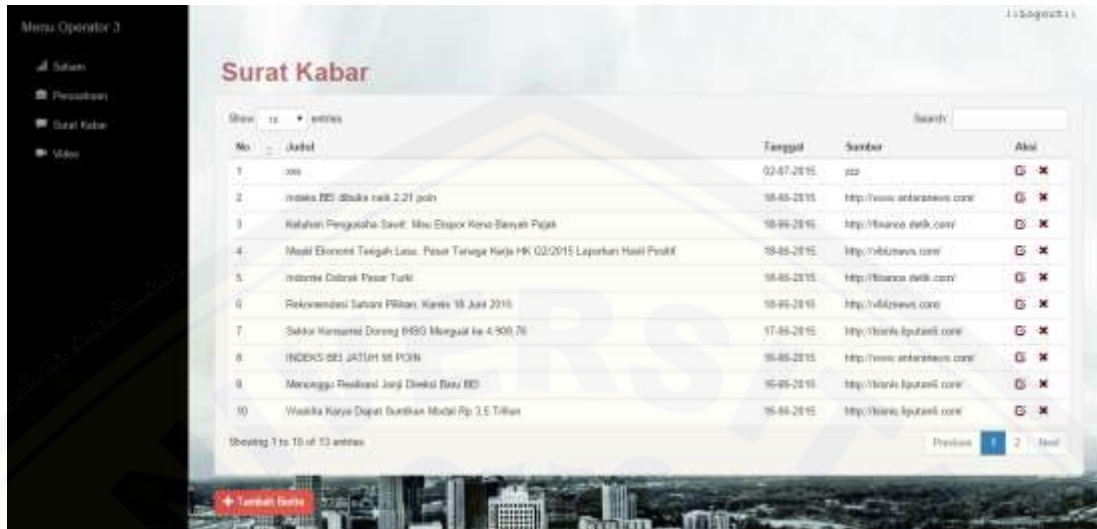 Logout
Menu Operator 3
Saham
Perusahaan
Surat Kabar
Video
Surat Kabar
Show 10 entries
Search:
No Judul Tanggal Sumber Aksi
1 02-07-2015
2 Indeks BEI dibuka naik 2,21 poin 18-06-2015 http://www.antaranews.com/
3 Keluhan Pengusaha Sawit: Mau Ekspor Kena Banyak Pajak 18-06-2015 http://finance.detik.com/
4 Meski Ekonomi Tengah Lesu, Pasar Tenaga Kerja HK Q2/2015 Laporkan Hasil Positif 18-06-2015 http://vibiznews.com/
5 Indomie Dobrak Pasar Turki 18-06-2015 http://finance.detik.com/
6 Rekomendasi Saham Pilihan, Kamis 18 Juni 2015 18-06-2015 http://vibiznews.com/
7 Sektor Konsumsi Dorong IHSG Menguat ke 4.908,76 17-06-2015 http://bisnis.liputan6.com/
8 INDEKS BEI JATUH 98 POIN 16-06-2015 http://www.antaranews.com/
9 Menunggu Realisasi Janji Direksi Baru BEI 16-06-2015 http://bisnis.liputan6.com/
10 Waskita Karya Dapat Suntikan Modal Rp 3,5 Triliun 16-06-2015 http://bisnis.liputan6.com/
Showing 1 to 10 of 13 entries
Previous 1 2 Next
Tambah Berita